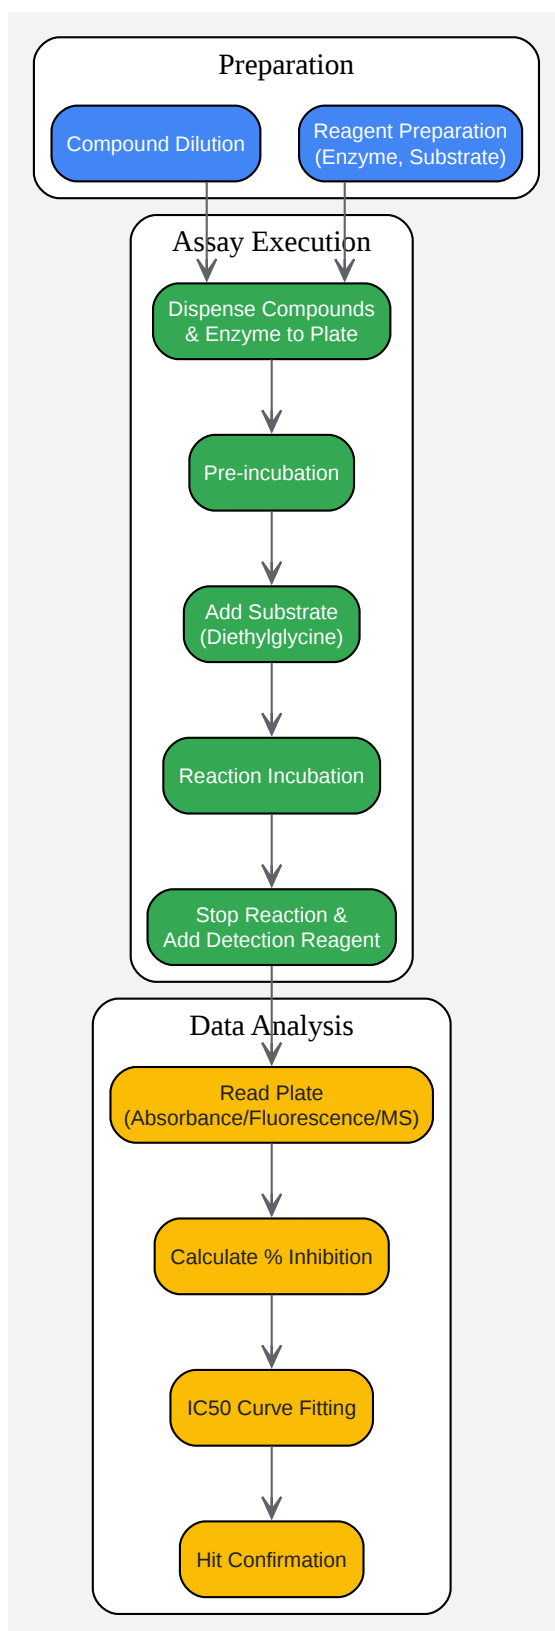 Preparation
Compound Dilution
Reagent Preparation
(Enzyme, Substrate)
Assay Execution
Dispense Compounds
& Enzyme to Plate
Pre-incubation
Add Substrate
(Diethylglycine)
Reaction Incubation
Stop Reaction &
Add Detection Reagent
Data Analysis
Read Plate
(Absorbance/Fluorescence/MS)
Calculate % Inhibition
IC50 Curve Fitting
Hit Confirmation